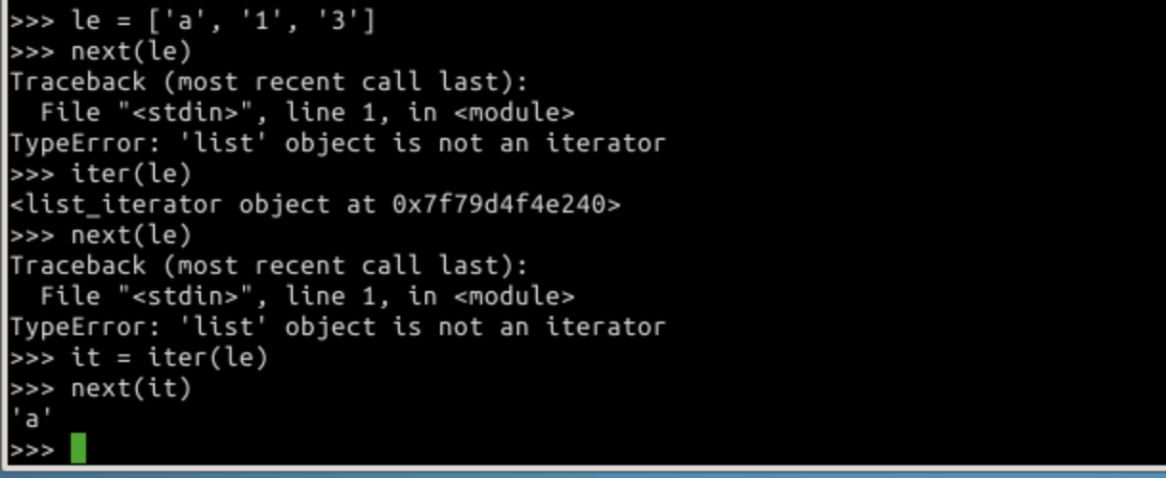 >>> le = ['a', '1', '3']
>>> next(le)
Traceback (most recent call last):
  File "<stdin>", line 1, in <module>
TypeError: 'list' object is not an iterator
>>> iter(le)
<list_iterator object at 0x7f79d4f4e240>
>>> next(le)
Traceback (most recent call last):
  File "<stdin>", line 1, in <module>
TypeError: 'list' object is not an iterator
>>> it = iter(le)
>>> next(it)
'a'
>>>